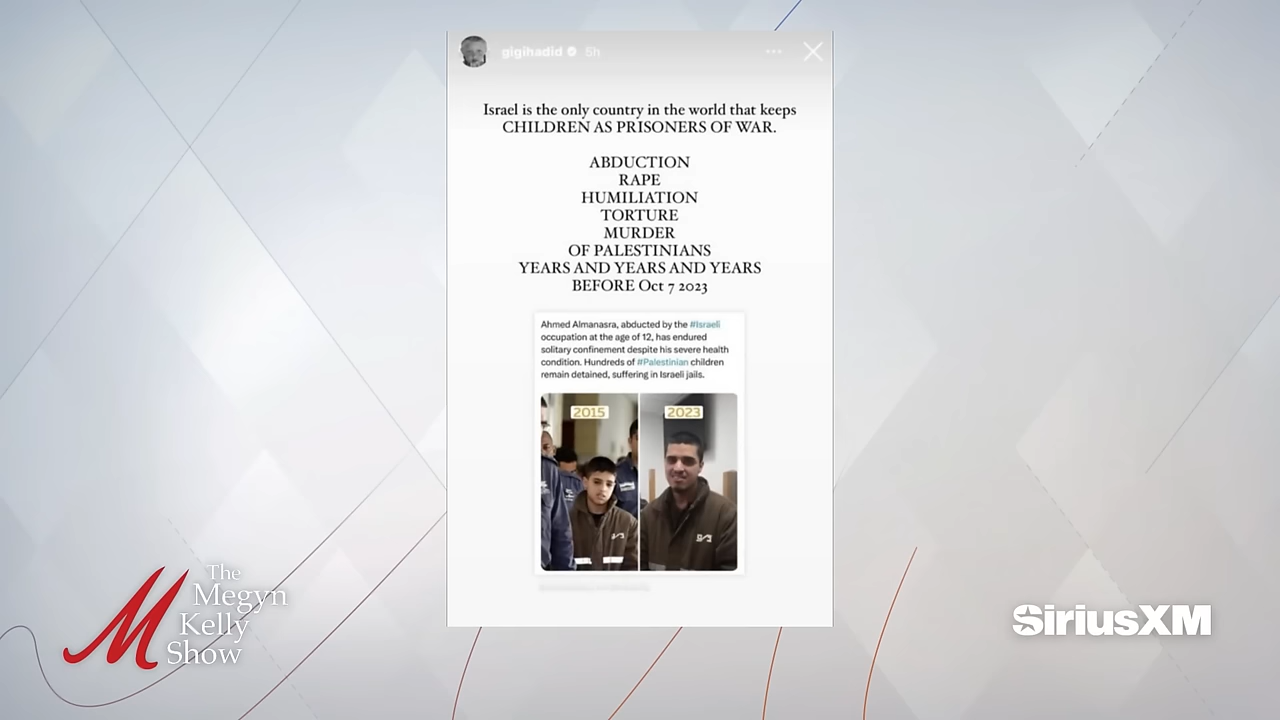 gigihadid 5h
Israel is the only country in the world that keeps
CHILDREN AS PRISONERS OF WAR.
ABDUCTION
RAPE
HUMILIATION
TORTURE
MURDER
OF PALESTINIANS
YEARS AND YEARS AND YEARS
BEFORE Oct 7 2023
Ahmed Almanasra, abducted by the #Israeli
occupation at the age of 12, has endured
solitary confinement despite his severe health
condition. Hundreds of #Palestinian children
remain detained, suffering in Israeli jails.
2015
2023
The
Megyn
Kelly
Show
SiriusXM